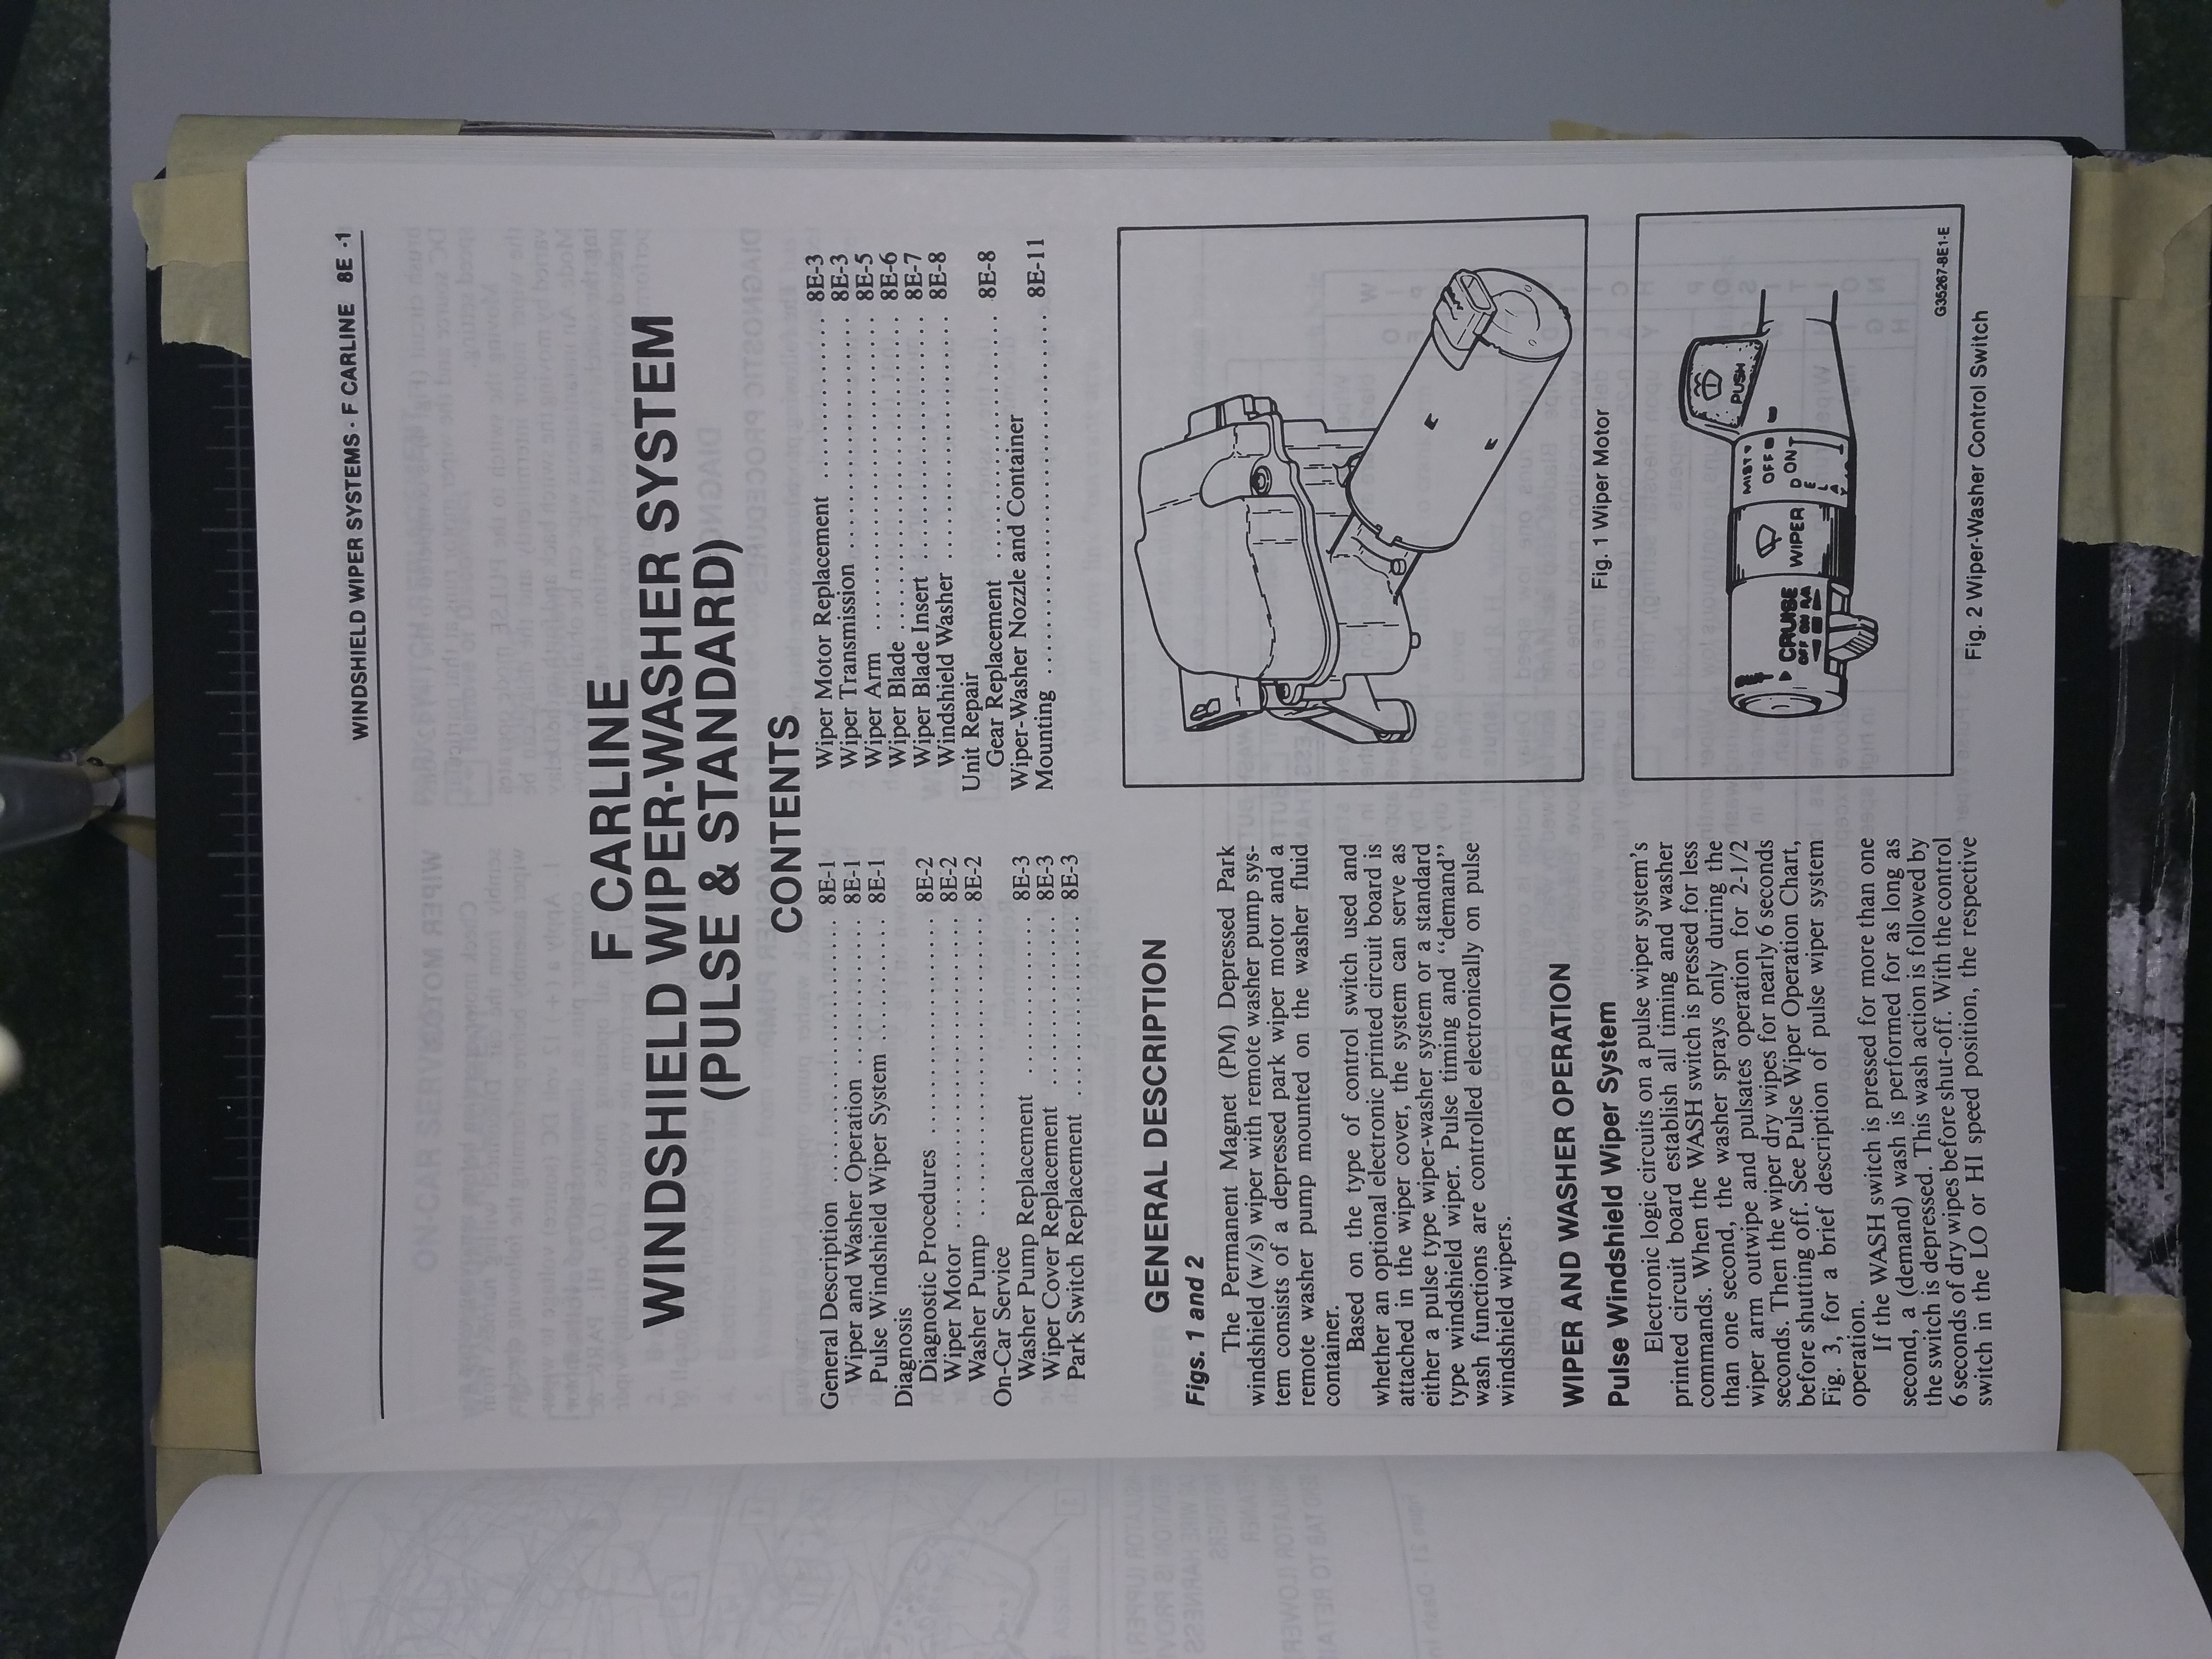 WINDSHIELD WIPER SYSTEMS - F CARLINE 8E -1
F CARLINE
WINDSHIELD WIPER-WASHER SYSTEM
(PULSE & STANDARD)
CONTENTS
General Description . . . . . . . . . . . . . . . . . . . . . . . . . . . 8E-1
Wiper and Washer Operation . . . . . . . . . . . . . . . 8E-1
Pulse Windshield Wiper System . . . . . . . . . . . . . 8E-1
Diagnosis
Diagnostic Procedures . . . . . . . . . . . . . . . . . . . . . . 8E-2
Wiper Motor . . . . . . . . . . . . . . . . . . . . . . . . . . . . . . . . 8E-2
Washer Pump . . . . . . . . . . . . . . . . . . . . . . . . . . . . . . . 8E-2
On-Car Service
Washer Pump Replacement . . . . . . . . . . . . . . . . . 8E-3
Wiper Cover Replacement . . . . . . . . . . . . . . . . . . 8E-3
Park Switch Replacement . . . . . . . . . . . . . . . . . . . 8E-3
Wiper Motor Replacement . . . . . . . . . . . . . . . . . 8E-3
Wiper Transmission . . . . . . . . . . . . . . . . . . . . . . . . . 8E-3
Wiper Arm . . . . . . . . . . . . . . . . . . . . . . . . . . . . . . . . . 8E-5
Wiper Blade . . . . . . . . . . . . . . . . . . . . . . . . . . . . . . . . 8E-6
Wiper Blade Insert . . . . . . . . . . . . . . . . . . . . . . . . . . 8E-7
Windshield Washer . . . . . . . . . . . . . . . . . . . . . . . . . 8E-8
Unit Repair
Gear Replacement . . . . . . . . . . . . . . . . . . . . . . . . . . 8E-8
Wiper-Washer Nozzle and Container
Mounting . . . . . . . . . . . . . . . . . . . . . . . . . . . . . . . . . . . . 8E-11
GENERAL DESCRIPTION
Figs. 1 and 2
The Permanent Magnet (PM) Depressed Park
windshield (w/s) wiper with remote washer pump sys-
tem consists of a depressed park wiper motor and a
remote washer pump mounted on the washer fluid
container.
Based on the type of control switch used and
whether an optional electronic printed circuit board is
attached in the wiper cover, the system can serve as
either a pulse type wiper-washer system or a standard
type windshield wiper. Pulse timing and “demand”
wash functions are controlled electronically on pulse
windshield wipers.
WIPER AND WASHER OPERATION
Pulse Windshield Wiper System
Electronic logic circuits on a pulse wiper system's
printed circuit board establish all timing and washer
commands. When the WASH switch is pressed for less
than one second, the washer sprays only during the
wiper arm outwipe and pulsates operation for 2-1/2
seconds. Then the wiper dry wipes for nearly 6 seconds
before shutting off. See Pulse Wiper Operation Chart,
Fig. 3, for a brief description of pulse wiper system
operation.
If the WASH switch is pressed for more than one
second, a (demand) wash is performed for as long as
the switch is depressed. This wash action is followed by
6 seconds of dry wipes before shut-off. With the control
switch in the LO or HI speed position, the respective
Fig. 1 Wiper Motor
CRUISE
OFF ON R/A
WIPER
MIST
OFF
DELAY
ON
PUSH
G35267-8E1-E
Fig. 2 Wiper-Washer Control Switch